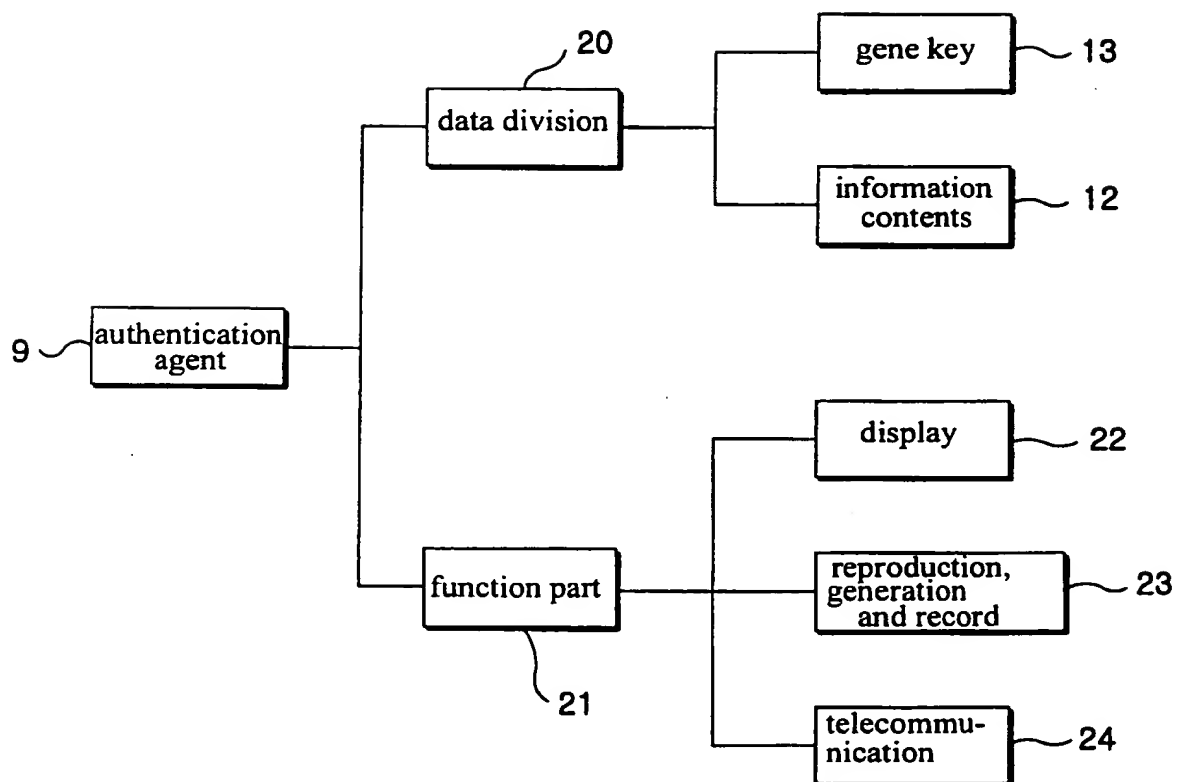 20
data division
gene key
13
information
contents
12
9
authentication
agent
display
22
function part
21
reproduction,
generation
and record
23
telecommu-
nication
24